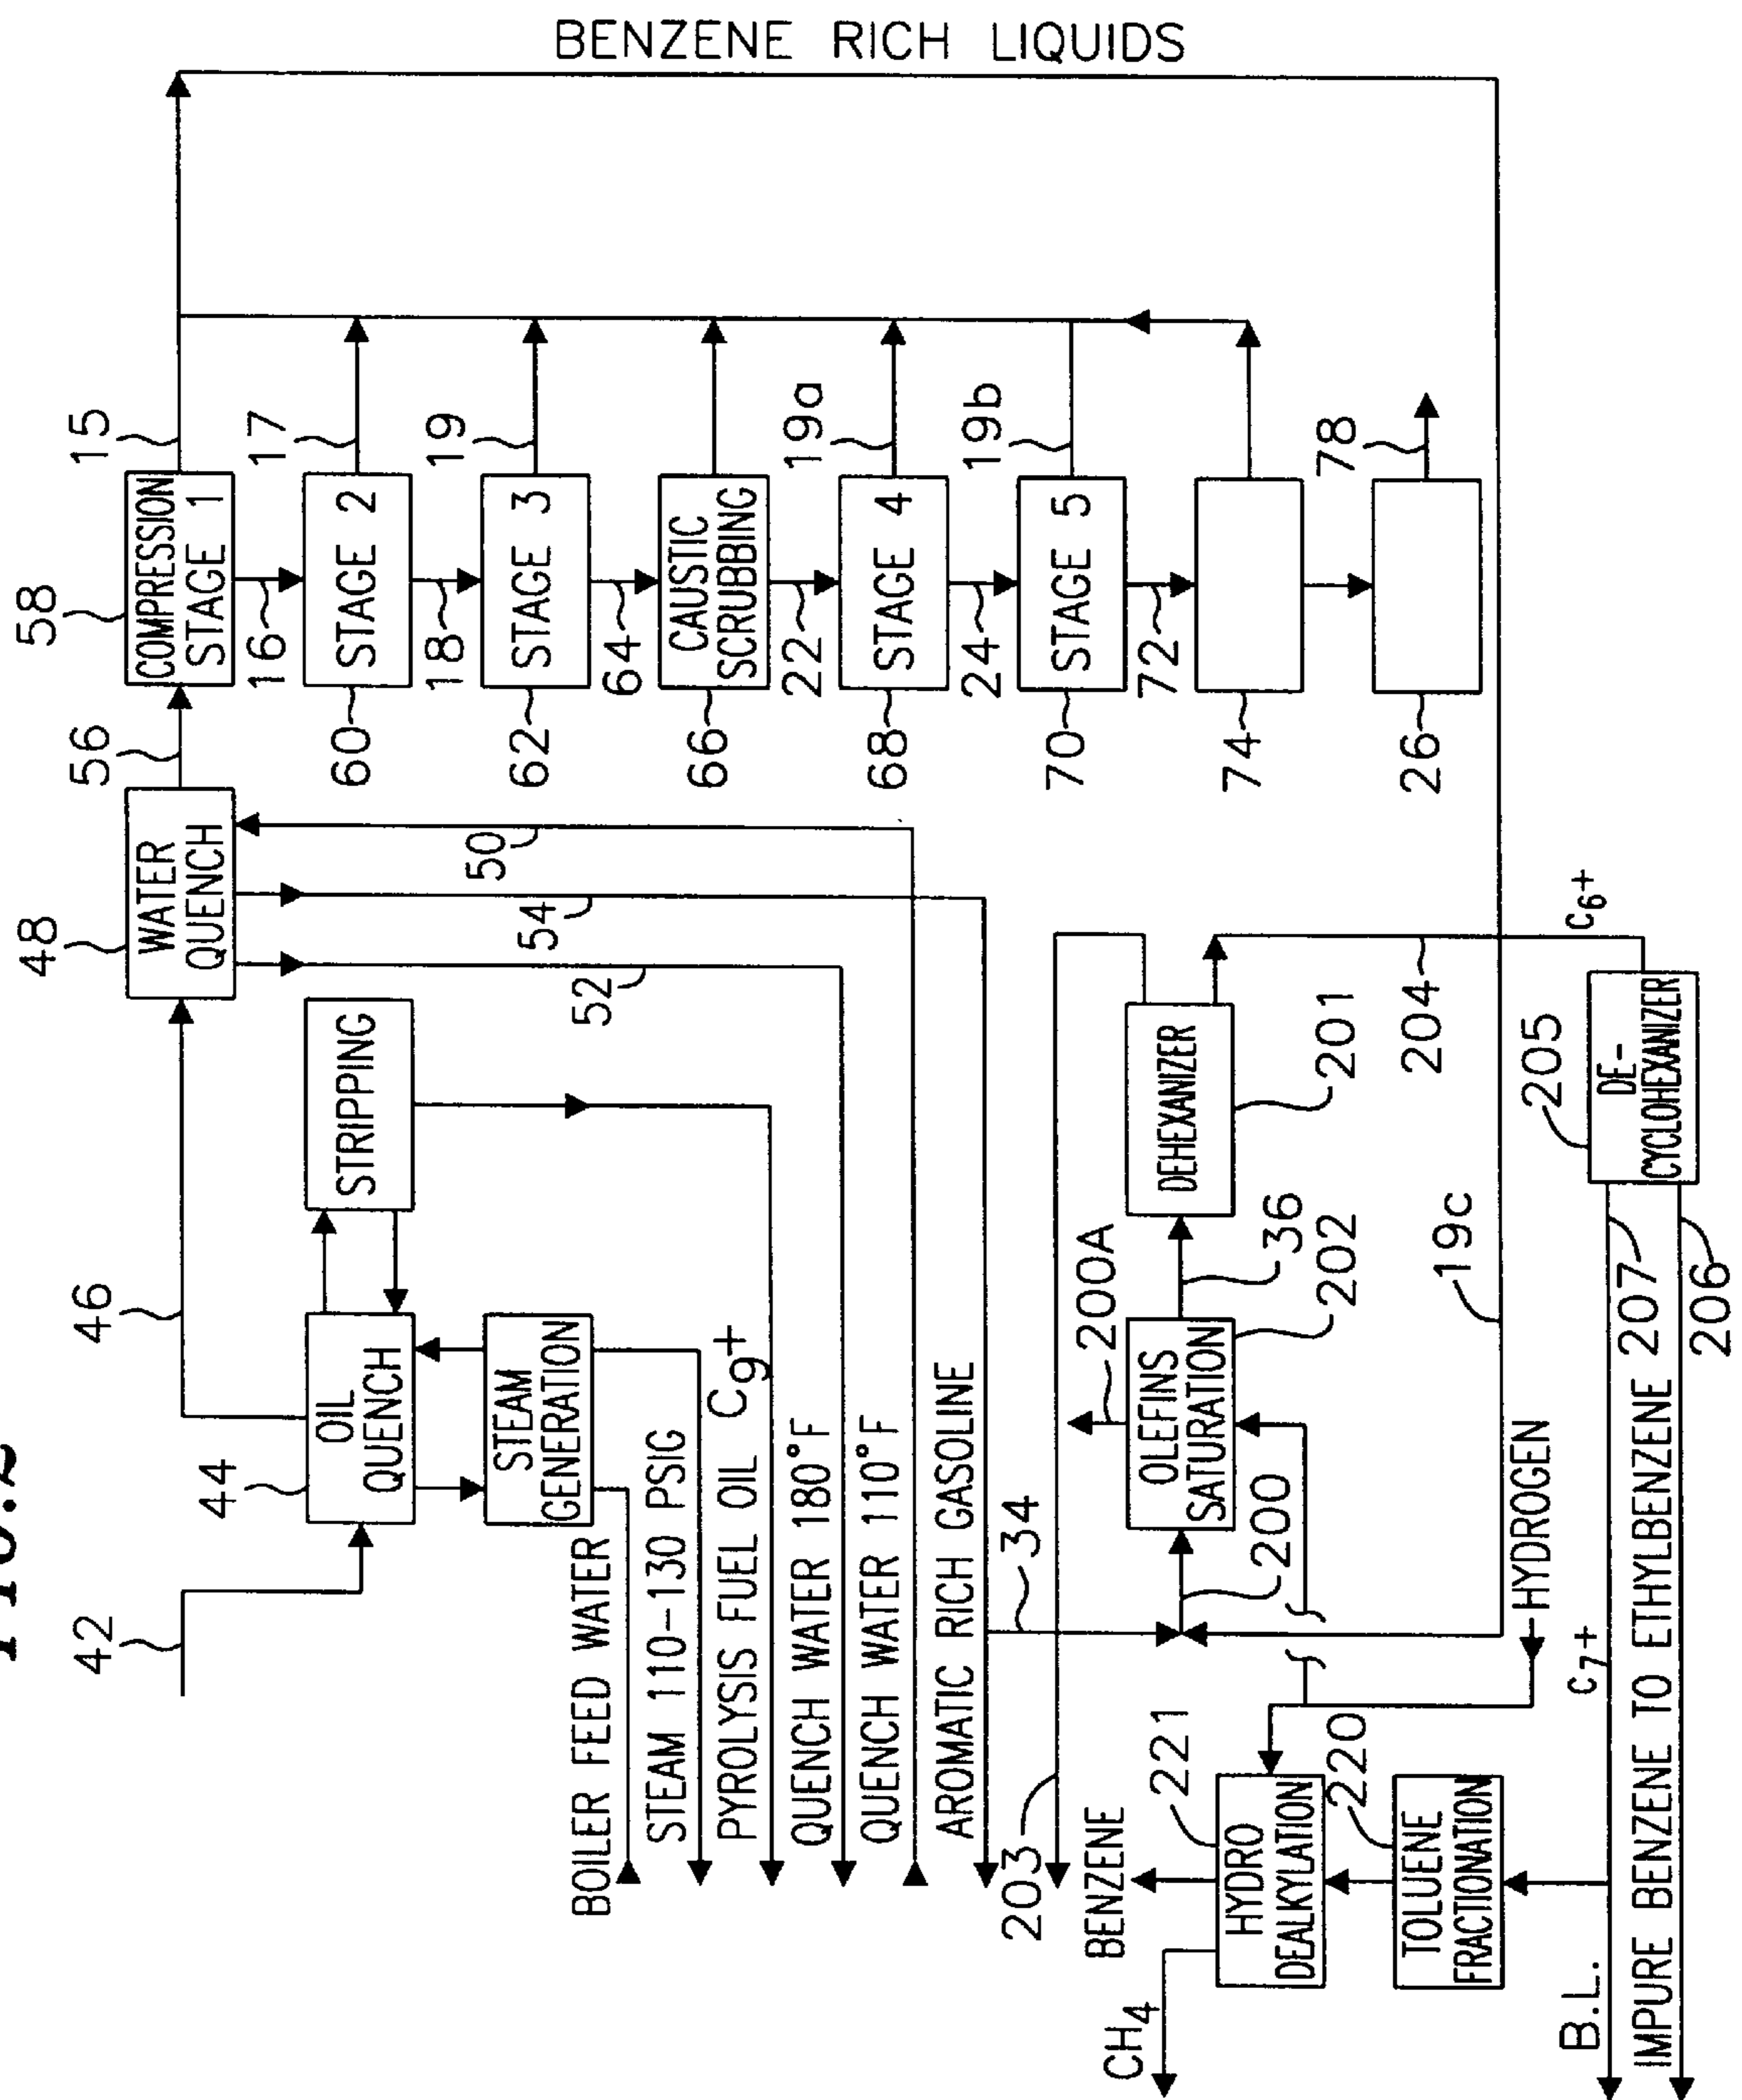 FIG.2
42
44
46
48
56
58
15
OIL
QUENCH
STRIPPING
WATER
QUENCH
COMPRESSION
STAGE 1
16
17
60
STAGE 2
18
19
62
STAGE 3
64
66
CAUSTIC
SCRUBBING
22
19a
68
STAGE 4
24
19b
70
STAGE 5
72
74
26
78
BENZENE RICH LIQUIDS
STEAM
GENERATION
50
54
52
BOILER FEED WATER
STEAM 110-130 PSIG
PYROLYSIS FUEL OIL C9+
QUENCH WATER 180°F
QUENCH WATER 110°F
AROMATIC RICH GASOLINE
34
203
200A
200
OLEFINS
SATURATION
36
202
DEHEXANIZER
201
204
19c
C6+
BENZENE
CH4
HYDRO
DEALKYLATION
221
TOLUENE
FRACTIONATION
220
HYDROGEN
205
DE-
CYCLOHEXANIZER
B.L.
C7+
207
IMPURE BENZENE TO ETHYLBENZENE
206